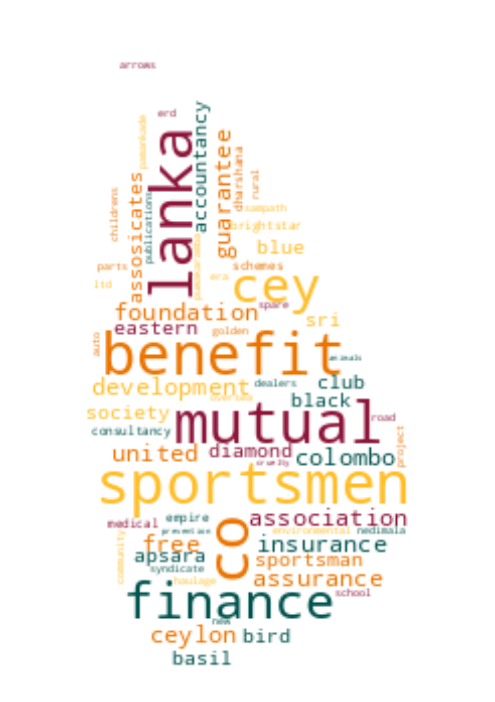 arrows
erd
pamankade
accountancy
lanka
guarantee
dharshana
rural
assosicates
publications
childrens
sampath
brightstar
blue
parts
schemes
era
ltd
cey
spare
foundation
sri
eastern
golden
auto
benefit
animals
development
dealers
club
overseas
black
society
mutual
road
consultancy
project
united
diamond
colombo
cruelty
sportsmen
co
association
medical
empire
prevention
environmental
nedimala
free
insurance
community
apsara
sportsman
syndicate
haulage
assurance
finance
school
new
ceylon
bird
basil